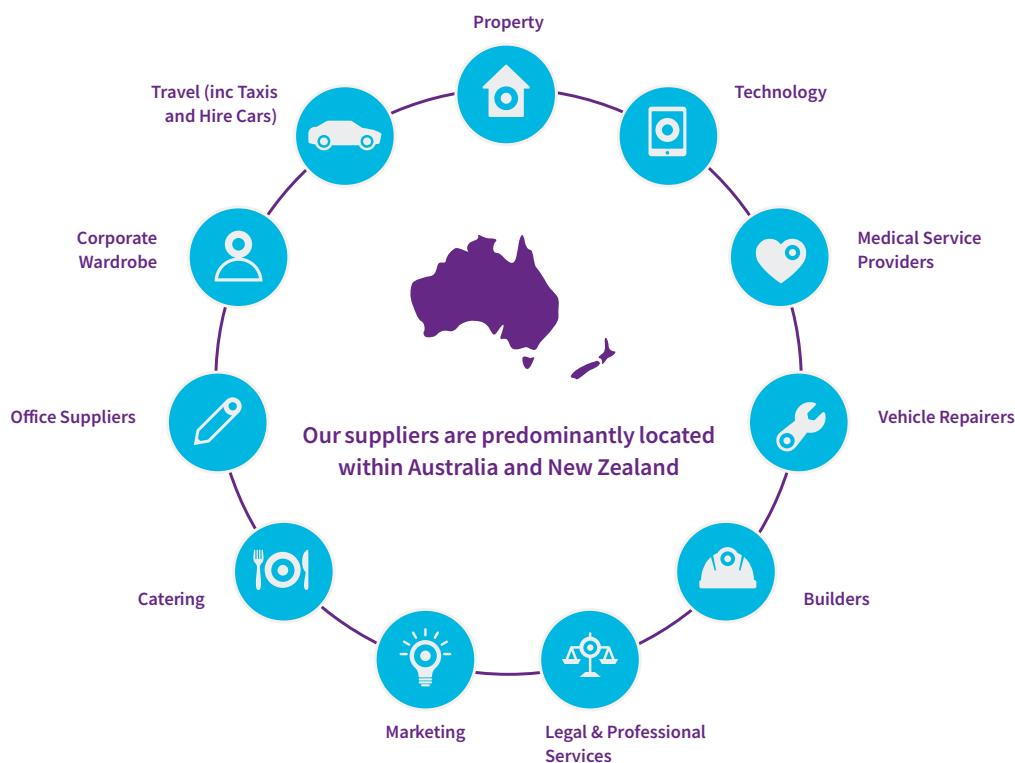 Property
Technology
Medical Service
Providers
Vehicle Repairers
Builders
Legal & Professional
Services
Marketing
Catering
Office Suppliers
Corporate
Wardrobe
Travel (inc Taxis
and Hire Cars)
Our suppliers are predominantly located
within Australia and New Zealand